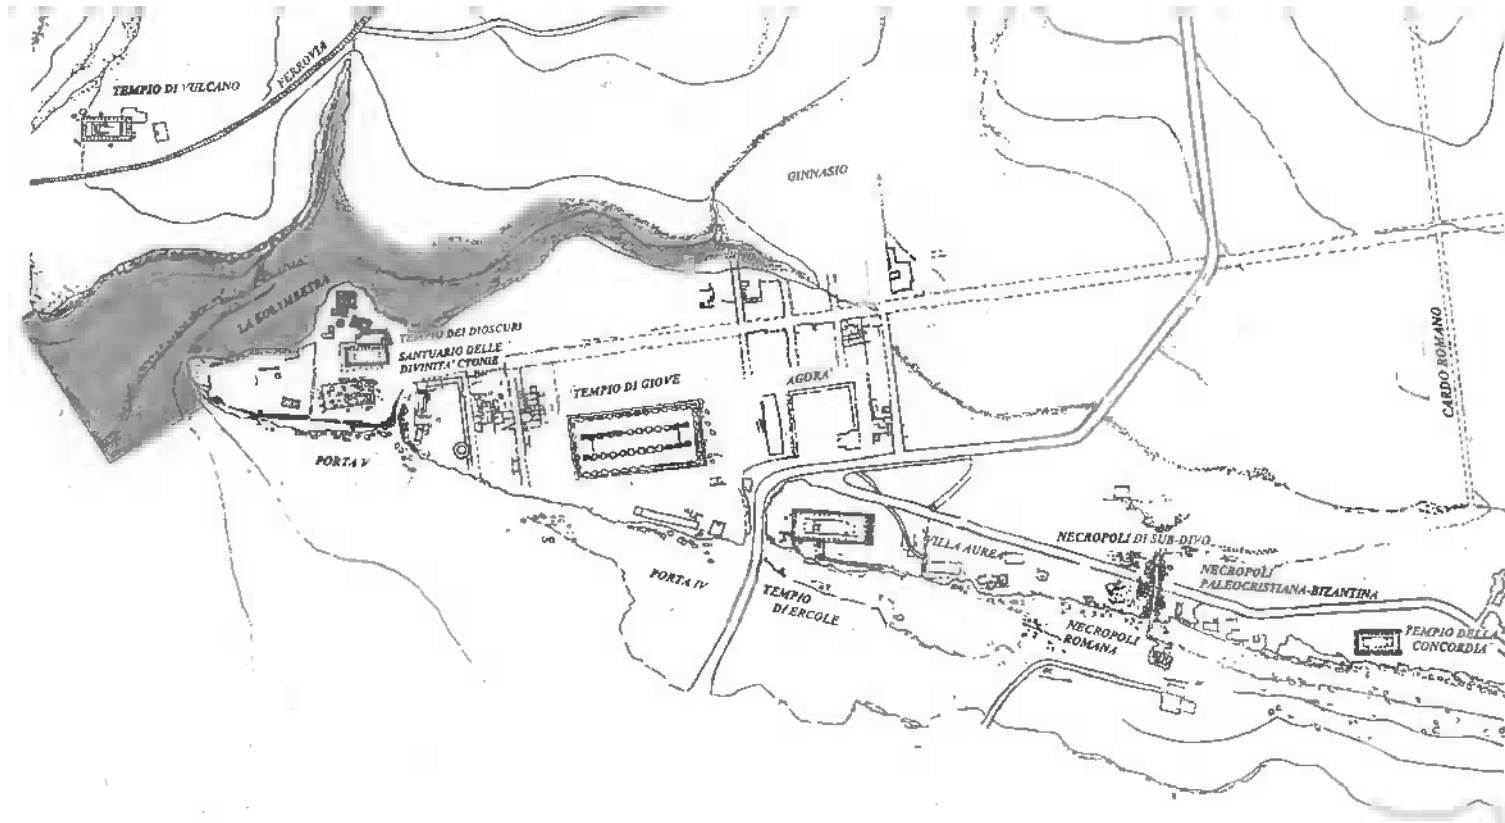 FERROVIA
TEMPIO DI VULCANO
GINNASIO
LA KOLYMBETRA
TEMPIO DEI DIOSCURI
SANTUARIO DELLE
DIVINITA' CTONIE
TEMPIO DI GIOVE
AGORA'
CARDO ROMANO
PORTA V
PORTA IV
VILLA AUREA
TEMPIO
DI ERCOLE
NECROPOLI DI SUB-DIVO
NECROPOLI
PALEOCRISTIANA-BIZANTINA
NECROPOLI
ROMANA
TEMPIO DELLA
CONCORDIA